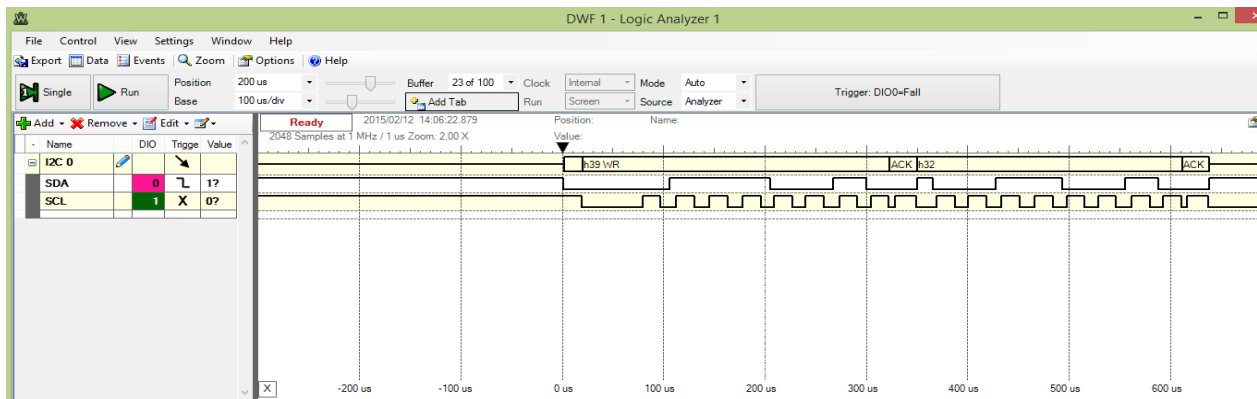 DWF 1 - Logic Analyzer 1
File Control View Settings Window Help
Export Data Events Zoom Options Help
Single Run Position 200 us Buffer 23 of 100 Clock Internal Mode Auto Trigger: DIO0=Fall
Base 100 us/div Add Tab Run Screen Source Analyzer
Add Remove Edit Ready 2015/02/12 14:06:22.879 Position: Name:
2048 Samples at 1 MHz / 1 us Zoom: 2.00 X Value:
- Name DIO Trigge Value
I2C 0 h39 WR ACK h32 ACK
SDA 0 1?
SCL 1 X 0?
X -200 us -100 us 0 us 100 us 200 us 300 us 400 us 500 us 600 us